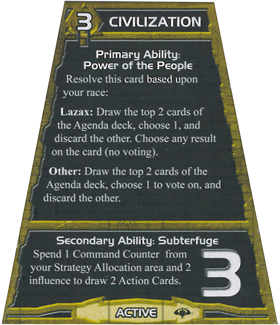 3 CIVILIZATION
Primary Ability:
Power of the People
Resolve this card based upon
your race:
Lazax: Draw the top 2 cards of
the Agenda deck, choose 1, and
discard the other. Choose any result
on the card (no voting).
Other: Draw the top 2 cards of the
Agenda deck, choose 1 to vote on, and
discard the other.
Secondary Ability: Subterfuge
Spend 1 Command Counter from
your Strategy Allocation area and 2
influence to draw 2 Action Cards.
3
ACTIVE